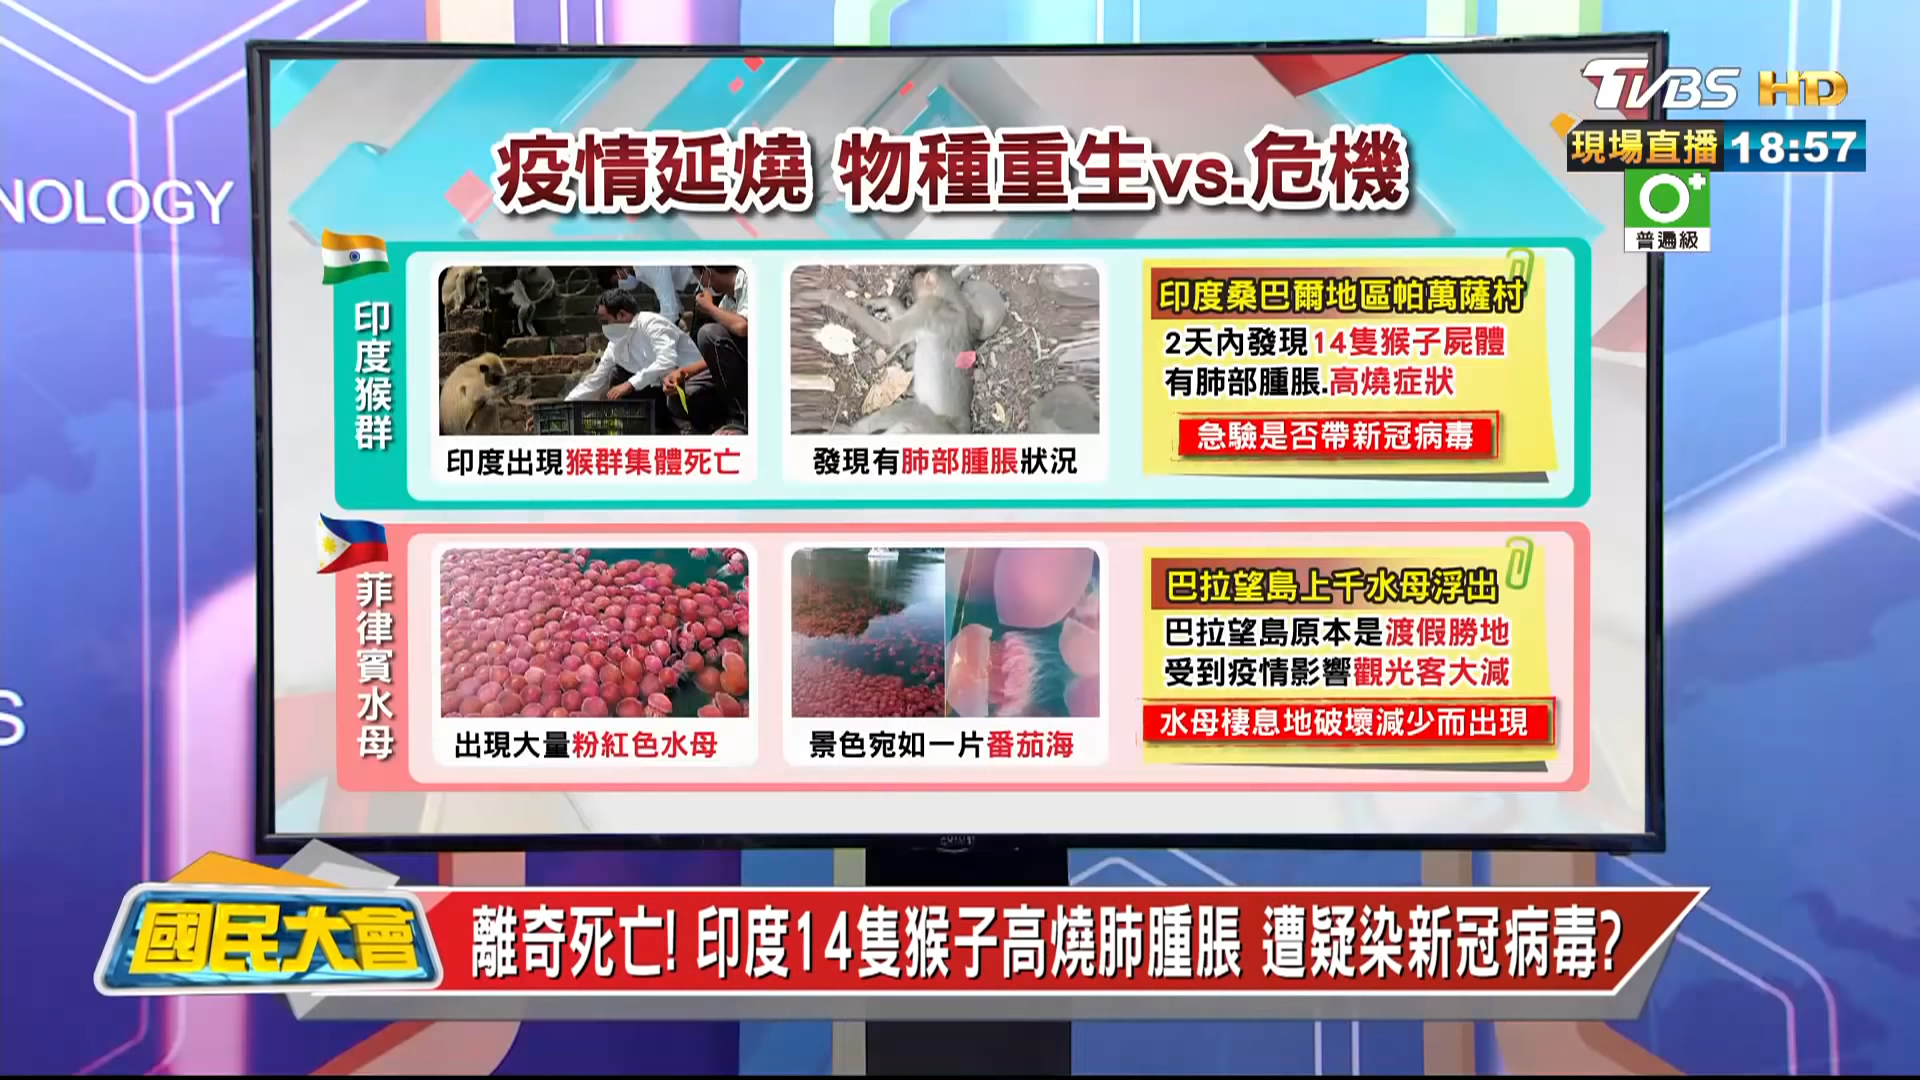 TVBS HD
現場直播 18:57
普遍級
NOLOGY
S
疫情延燒 物種重生vs.危機
印度猴群
印度出現猴群集體死亡
發現有肺部腫脹狀況
印度桑巴爾地區帕萬薩村
2天內發現14隻猴子屍體
有肺部腫脹.高燒症狀
急驗是否帶新冠病毒
菲律賓水母
出現大量粉紅色水母
景色宛如一片番茄海
巴拉望島上千水母浮出
巴拉望島原本是渡假勝地
受到疫情影響觀光客大減
水母棲息地破壞減少而出現
國民大會
離奇死亡! 印度14隻猴子高燒肺腫脹 遭疑染新冠病毒?